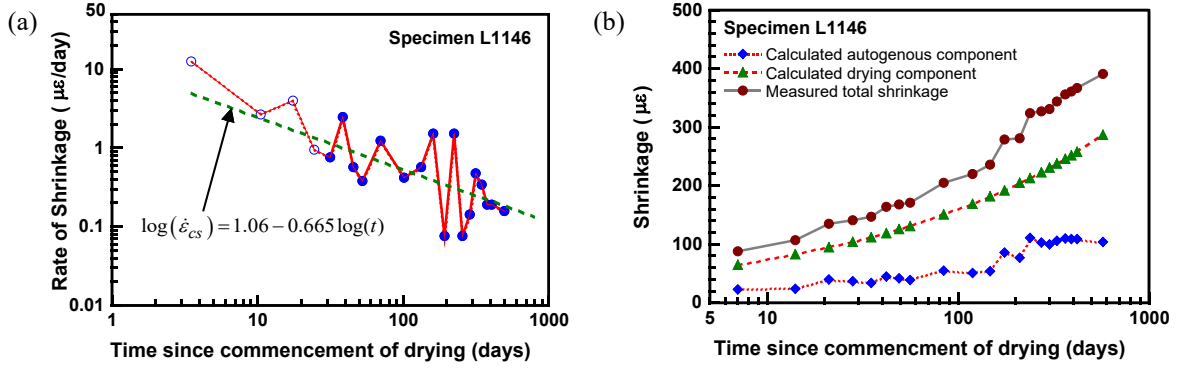 (a)
Rate of Shrinkage ( με/day)
50
10
1
0.1
0.01
Specimen L1146
log(ε̇cs) = 1.06 − 0.665log(t)
1 10 100 1000
Time since commencement of drying (days)
(b)
Shrinkage ( με)
500
400
300
200
100
0
Specimen L1146
Calculated autogenous component
Calculated drying component
Measured total shrinkage
5 10 100 1000
Time since commencment of drying (days)